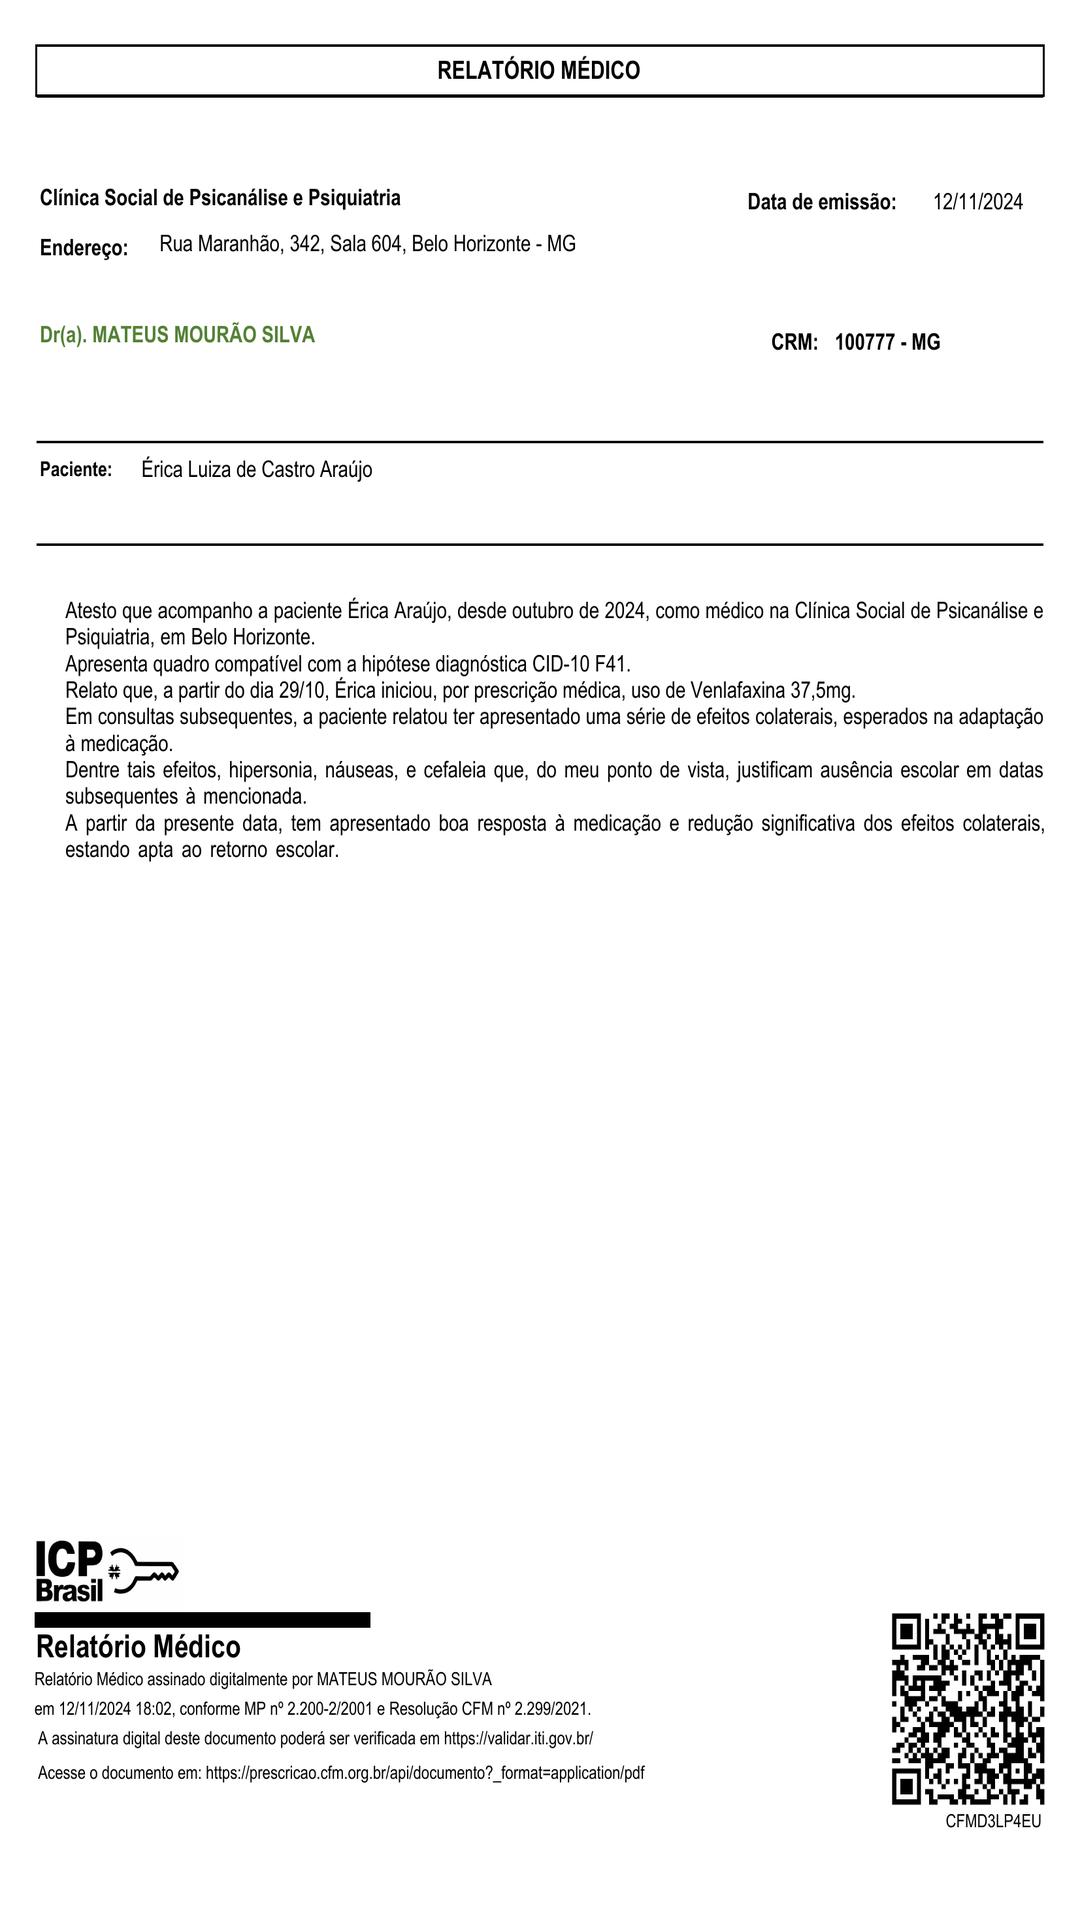 RELATÓRIO MÉDICO
Clínica Social de Psicanálise e Psiquiatria
Data de emissão: 12/11/2024
Endereço: Rua Maranhão, 342, Sala 604, Belo Horizonte - MG
Dr(a). MATEUS MOURÃO SILVA
CRM: 100777 - MG
Paciente: Érica Luiza de Castro Araújo
Atesto que acompanho a paciente Érica Araújo, desde outubro de 2024, como médico na Clínica Social de Psicanálise e
Psiquiatria, em Belo Horizonte.
Apresenta quadro compatível com a hipótese diagnóstica CID-10 F41.
Relato que, a partir do dia 29/10, Érica iniciou, por prescrição médica, uso de Venlafaxina 37,5mg.
Em consultas subsequentes, a paciente relatou ter apresentado uma série de efeitos colaterais, esperados na adaptação
à medicação.
Dentre tais efeitos, hipersonia, náuseas, e cefaleia que, do meu ponto de vista, justificam ausência escolar em datas
subsequentes à mencionada.
A partir da presente data, tem apresentado boa resposta à medicação e redução significativa dos efeitos colaterais,
estando apta ao retorno escolar.
ICP
Brasil
Relatório Médico
Relatório Médico assinado digitalmente por MATEUS MOURÃO SILVA
em 12/11/2024 18:02, conforme MP nº 2.200-2/2001 e Resolução CFM nº 2.299/2021.
A assinatura digital deste documento poderá ser verificada em https://validar.iti.gov.br/
Acesse o documento em: https://prescricao.cfm.org.br/api/documento?_format=application/pdf
CFMD3LP4EU